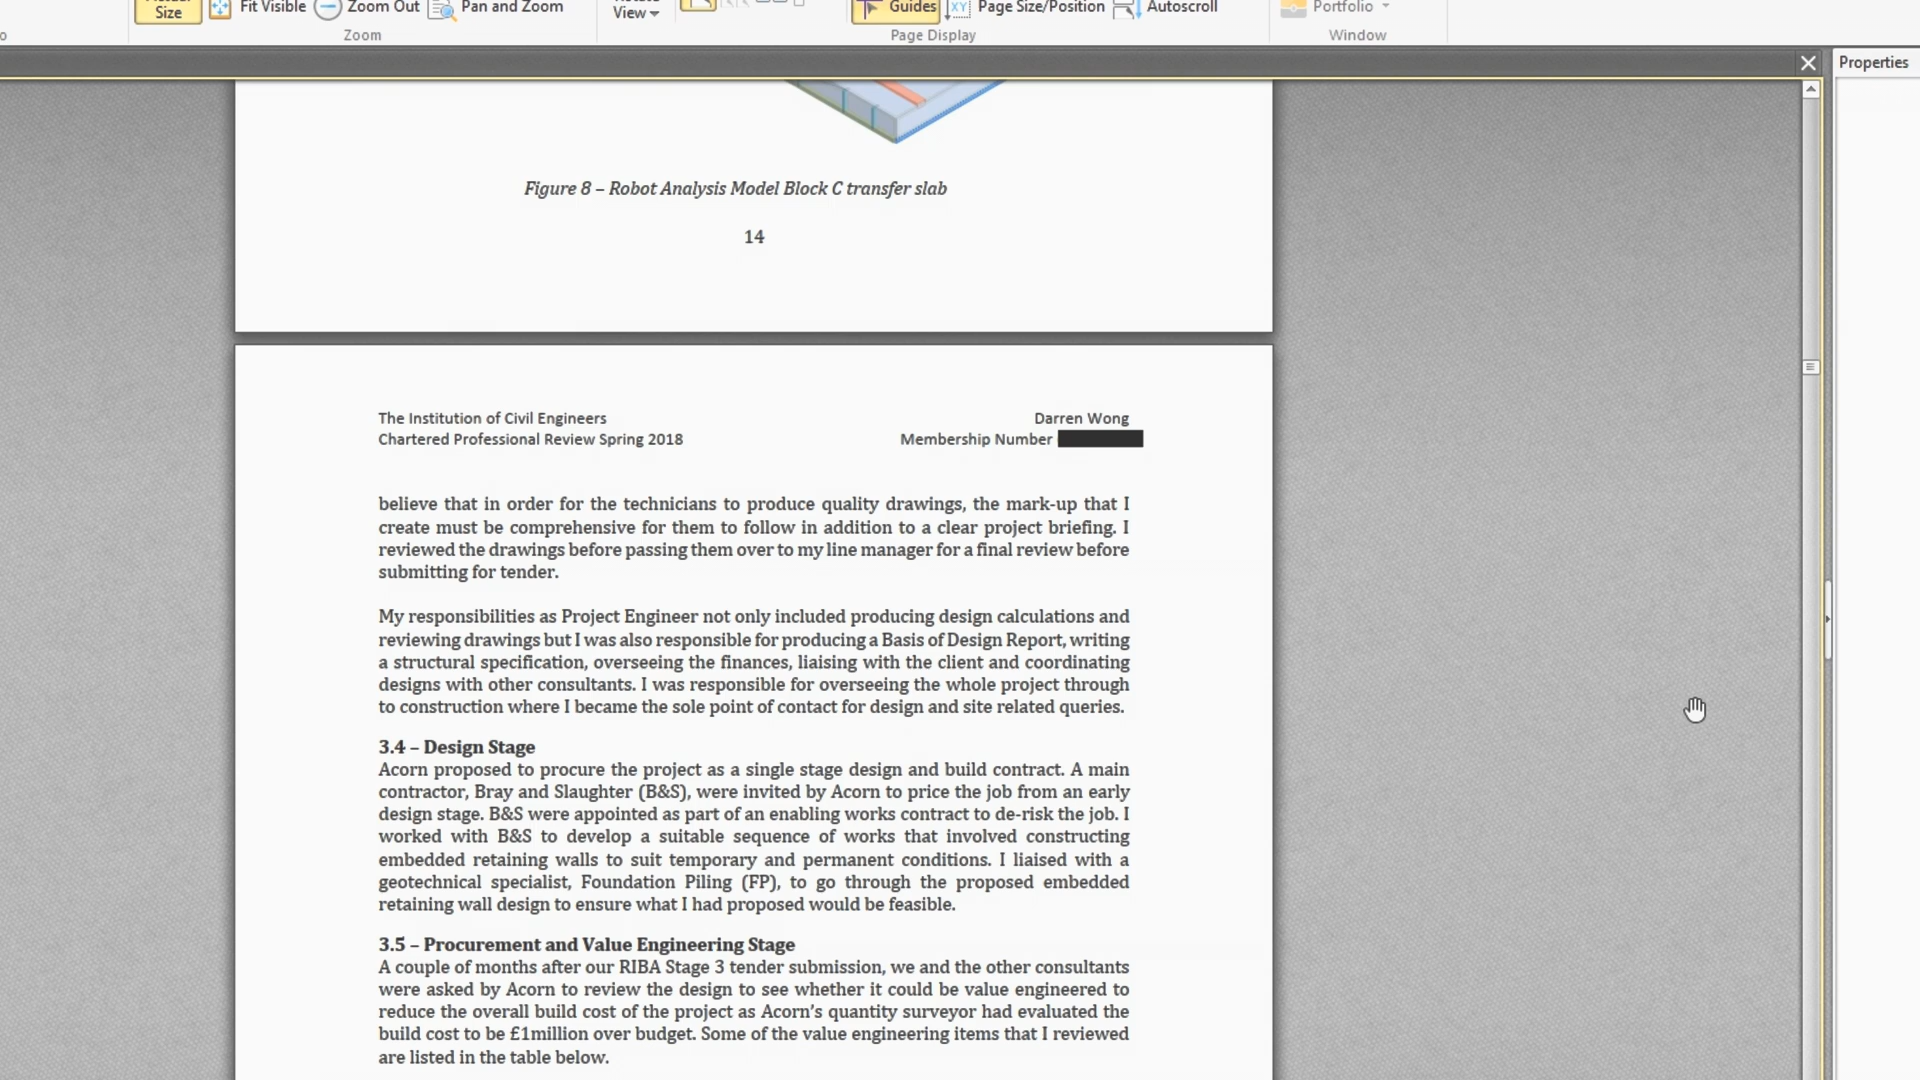 Size
Fit Visible
Zoom Out
Pan and Zoom
View
Guides
XY
Page Size/Position
Autoscroll
Portfolio
Zoom
Page Display
Window
Properties
Figure 8 – Robot Analysis Model Block C transfer slab
14
The Institution of Civil Engineers
Darren Wong
Chartered Professional Review Spring 2018
Membership Number
believe that in order for the technicians to produce quality drawings, the mark-up that I
create must be comprehensive for them to follow in addition to a clear project briefing. I
reviewed the drawings before passing them over to my line manager for a final review before
submitting for tender.
My responsibilities as Project Engineer not only included producing design calculations and
reviewing drawings but I was also responsible for producing a Basis of Design Report, writing
a structural specification, overseeing the finances, liaising with the client and coordinating
designs with other consultants. I was responsible for overseeing the whole project through
to construction where I became the sole point of contact for design and site related queries.
3.4 – Design Stage
Acorn proposed to procure the project as a single stage design and build contract. A main
contractor, Bray and Slaughter (B&S), were invited by Acorn to price the job from an early
design stage. B&S were appointed as part of an enabling works contract to de-risk the job. I
worked with B&S to develop a suitable sequence of works that involved constructing
embedded retaining walls to suit temporary and permanent conditions. I liaised with a
geotechnical specialist, Foundation Piling (FP), to go through the proposed embedded
retaining wall design to ensure what I had proposed would be feasible.
3.5 – Procurement and Value Engineering Stage
A couple of months after our RIBA Stage 3 tender submission, we and the other consultants
were asked by Acorn to review the design to see whether it could be value engineered to
reduce the overall build cost of the project as Acorn's quantity surveyor had evaluated the
build cost to be £1million over budget. Some of the value engineering items that I reviewed
are listed in the table below.